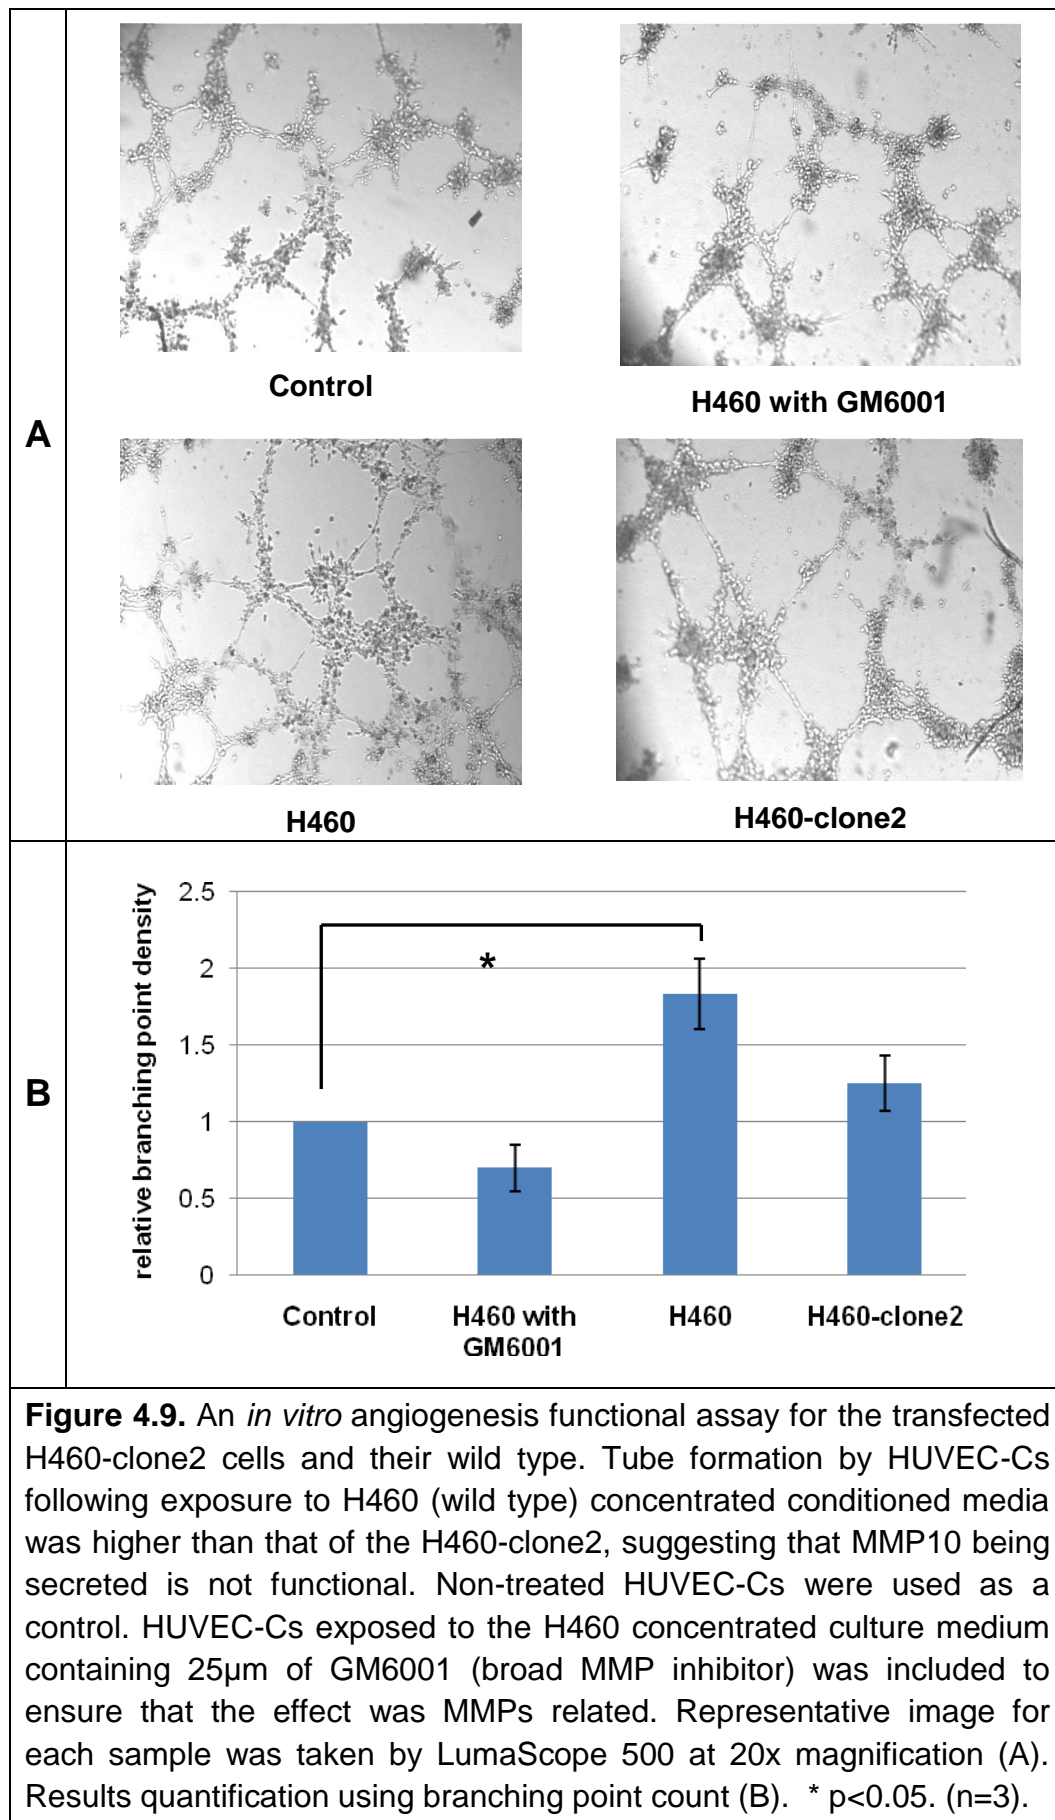 A
Control
H460 with GM6001
H460
H460-clone2
B
relative branching point density
2.5
2
1.5
1
0.5
0
*
Control
H460 with
GM6001
H460
H460-clone2
Figure 4.9. An in vitro angiogenesis functional assay for the transfected
H460-clone2 cells and their wild type. Tube formation by HUVEC-Cs
following exposure to H460 (wild type) concentrated conditioned media
was higher than that of the H460-clone2, suggesting that MMP10 being
secreted is not functional. Non-treated HUVEC-Cs were used as a
control. HUVEC-Cs exposed to the H460 concentrated culture medium
containing 25µm of GM6001 (broad MMP inhibitor) was included to
ensure that the effect was MMPs related. Representative image for
each sample was taken by LumaScope 500 at 20x magnification (A).
Results quantification using branching point count (B). * p<0.05. (n=3).